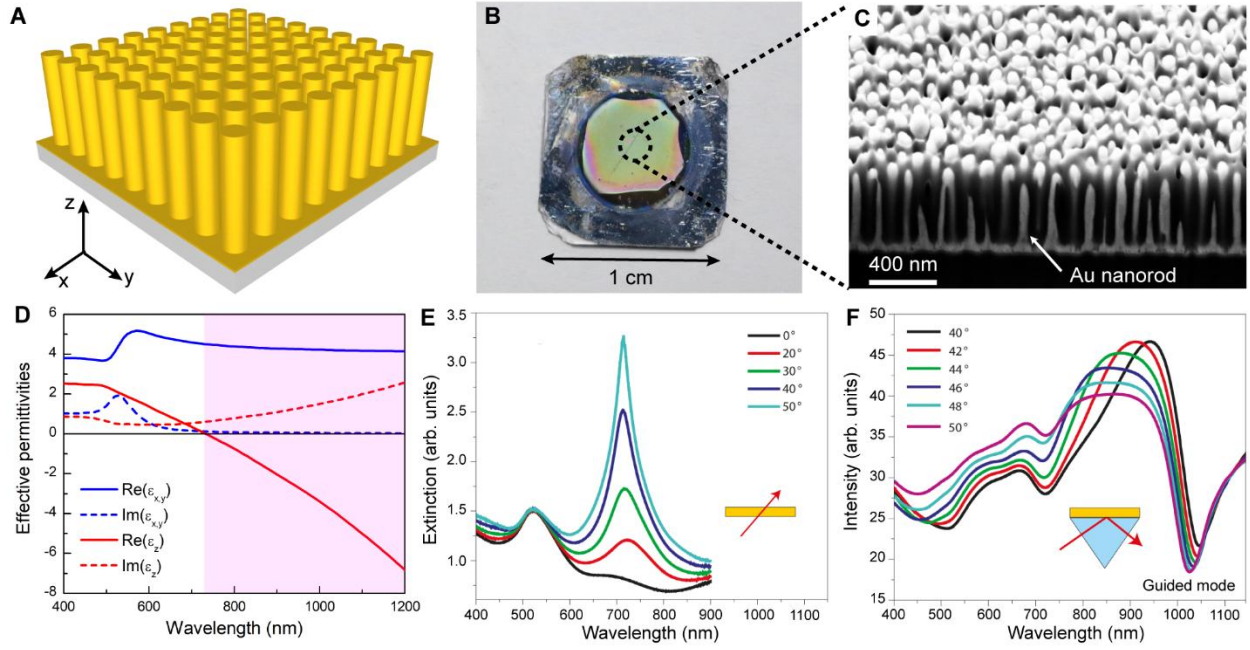 A
z
x
y
B
1 cm
C
400 nm
Au nanorod
D
Effective permittivities
6
4
2
0
-2
-4
-6
-8
Re(εx,y)
Im(εx,y)
Re(εz)
Im(εz)
400 600 800 1000 1200
Wavelength (nm)
E
Extinction (arb. units)
3.5
3.0
2.5
2.0
1.5
1.0
0°
20°
30°
40°
50°
400 500 600 700 800 900 1000 1100
Wavelength (nm)
F
Intensity (arb. units)
50
45
40
35
30
25
20
15
40°
42°
44°
46°
48°
50°
Guided mode
400 500 600 700 800 900 1000 1100
Wavelength (nm)